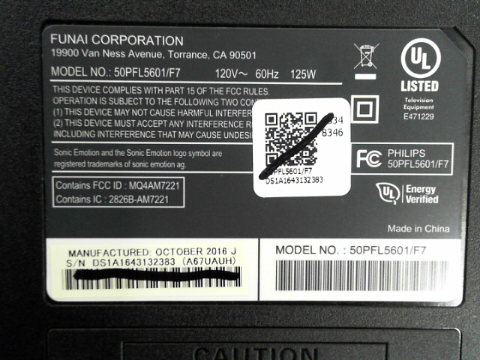 FUNAI CORPORATION
19900 Van Ness Avenue, Torrance, CA 90501
MODEL NO.: 50PFL5601/F7 120V~ 60Hz 125W
THIS DEVICE COMPLIES WITH PART 15 OF THE FCC RULES.
OPERATION IS SUBJECT TO THE FOLLOWING TWO CON
(1) THIS DEVICE MAY NOT CAUSE HARMFUL INTERFE
(2) THIS DEVICE MUST ACCEPT ANY INTERFERENCE R
INCLUDING INTERFERENCE THAT MAY CAUSE UNDESI
Sonic Emotion and the Sonic Emotion logo symbol are
registered trademarks of sonic emotion ag.
Contains FCC ID : MQ4AM7221
Contains IC : 2826B-AM7221
34
8346
50PFL5601/F7
DS1A1643132383
UL
LISTED
Television
Equipment
E471229
FC PHILIPS
50PFL5601/F7
UL Energy
Verified
Made in China
MANUFACTURED: OCTOBER 2016 J
S/N DS1A1643132383 (A67UAUH)
MODEL NO. : 50PFL5601/F7
CAUTION